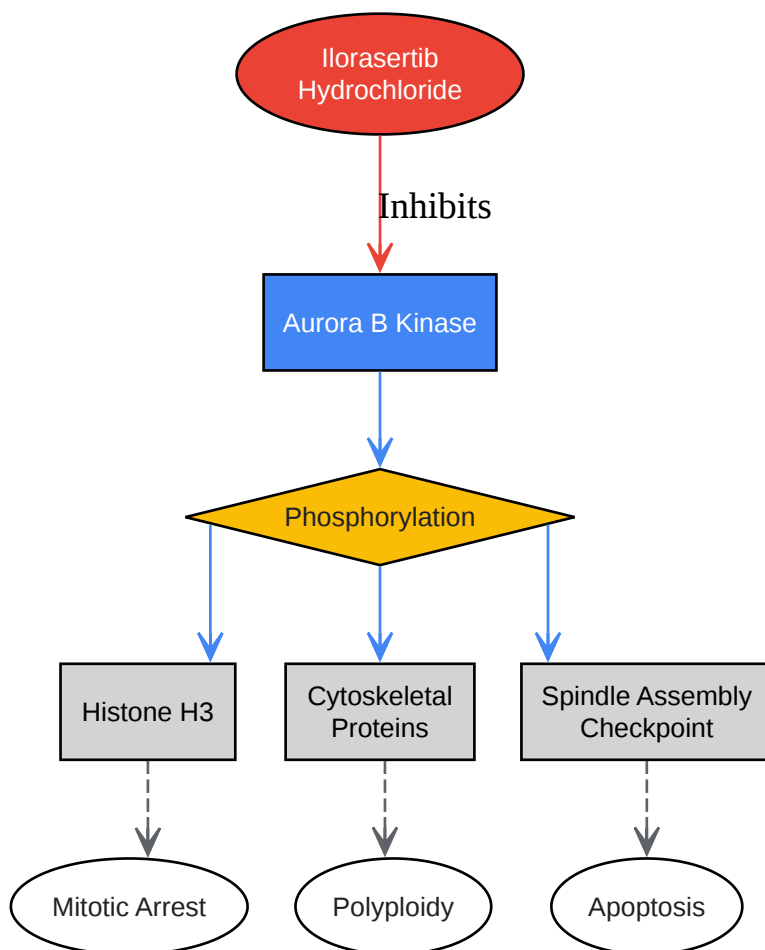 Ilorasertib
Hydrochloride
Inhibits
Aurora B Kinase
Phosphorylation
Histone H3
Cytoskeletal
Proteins
Spindle Assembly
Checkpoint
Mitotic Arrest
Polyploidy
Apoptosis